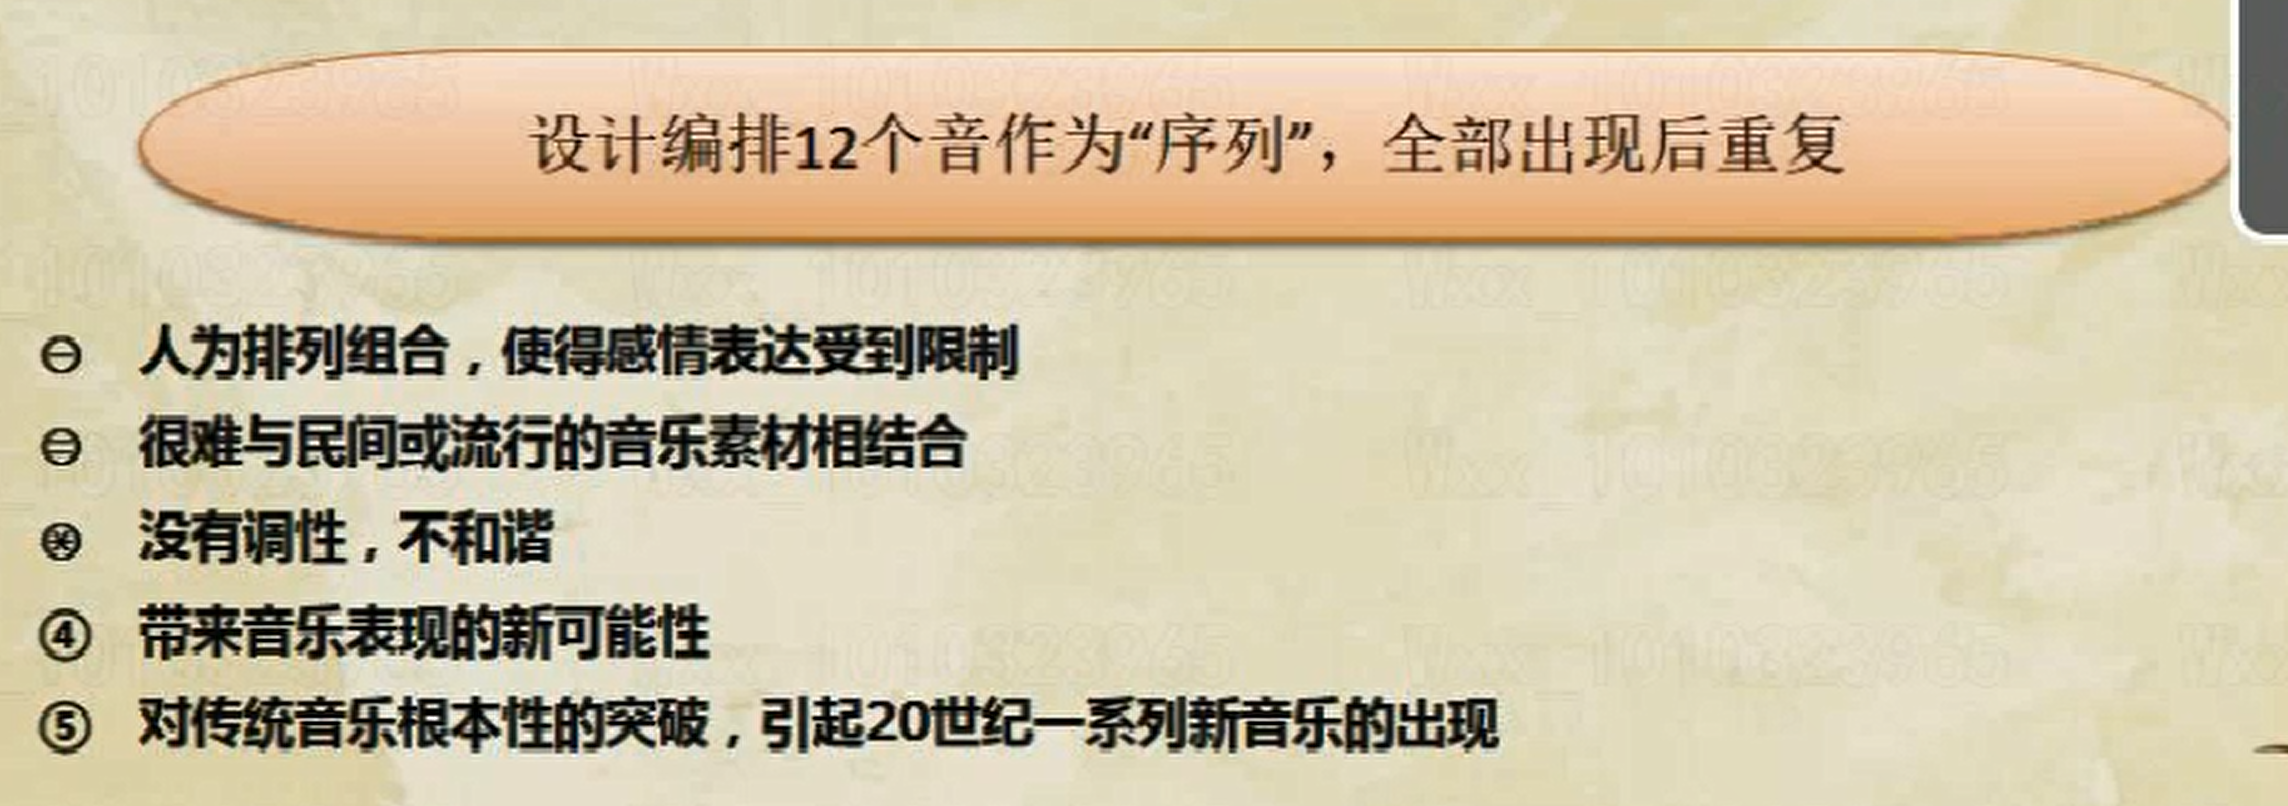 设计编排12个音作为“序列”，全部出现后重复
⊖ 人为排列组合，使得感情表达受到限制
⊖ 很难与民间或流行的音乐素材相结合
⊛ 没有调性，不和谐
④ 带来音乐表现的新可能性
⑤ 对传统音乐根本性的突破，引起20世纪一系列新音乐的出现